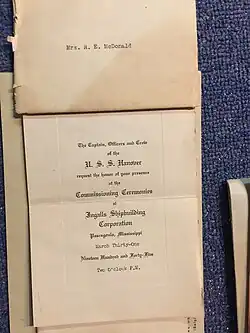 Mrs. H. E. McDonald
The Captain, Officers and Crew
of the
U. S. S. Hanover
request the honor of your presence
at the
Commissioning Ceremonies
at
Ingalls Shipbuilding
Corporation
Pascagoula, Mississippi
March Thirty-One
Nineteen Hundred and Forty-Five
Two o'clock P.M.